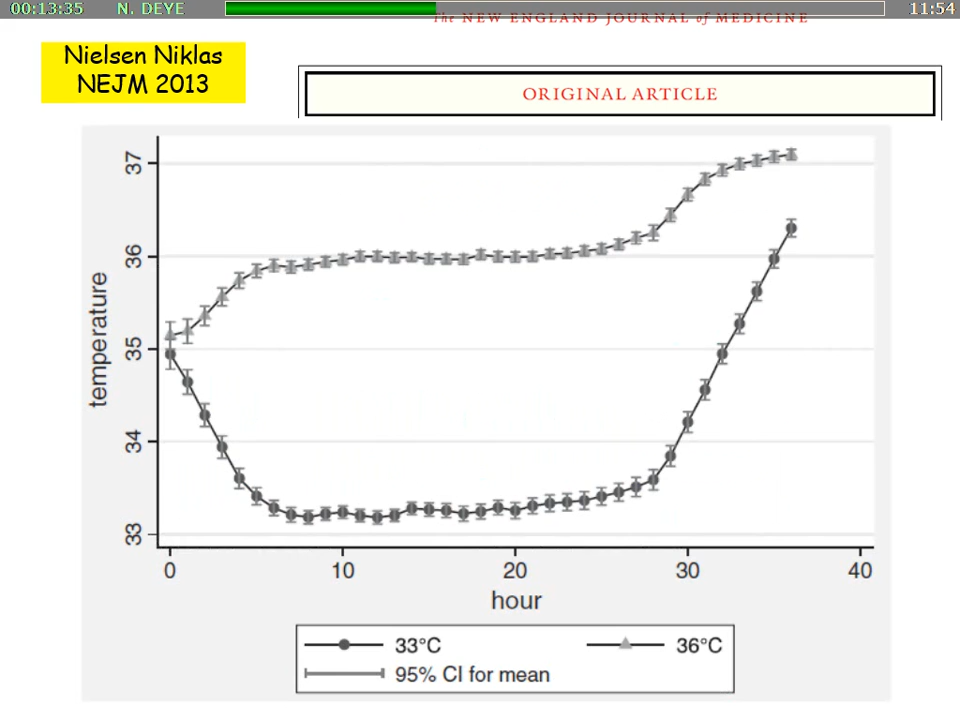 00:13:35 N. DEYE 11:54
The NEW ENGLAND JOURNAL of MEDICINE
Nielsen Niklas
NEJM 2013
ORIGINAL ARTICLE
37
36
35
34
33
temperature
0 10 20 30 40
hour
33°C 36°C
95% CI for mean